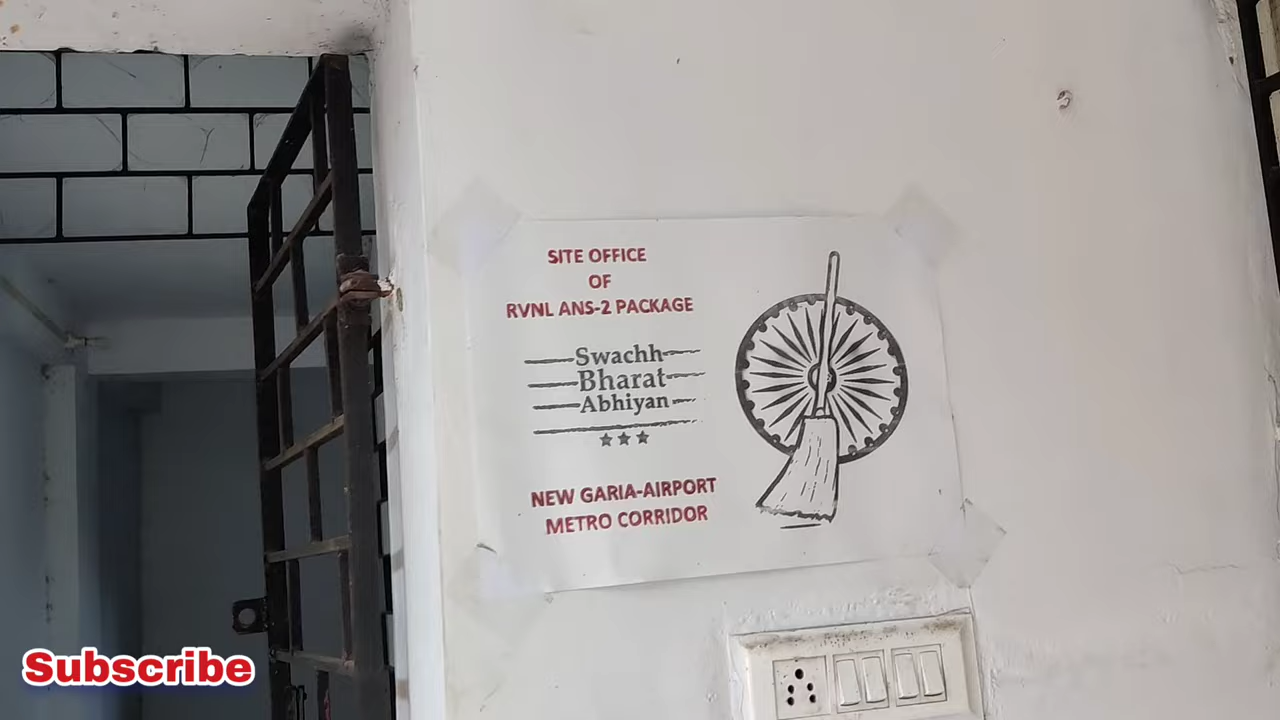 SITE OFFICE
OF
RVNL ANS-2 PACKAGE
Swachh
Bharat
Abhiyan
NEW GARIA-AIRPORT
METRO CORRIDOR
Subscribe